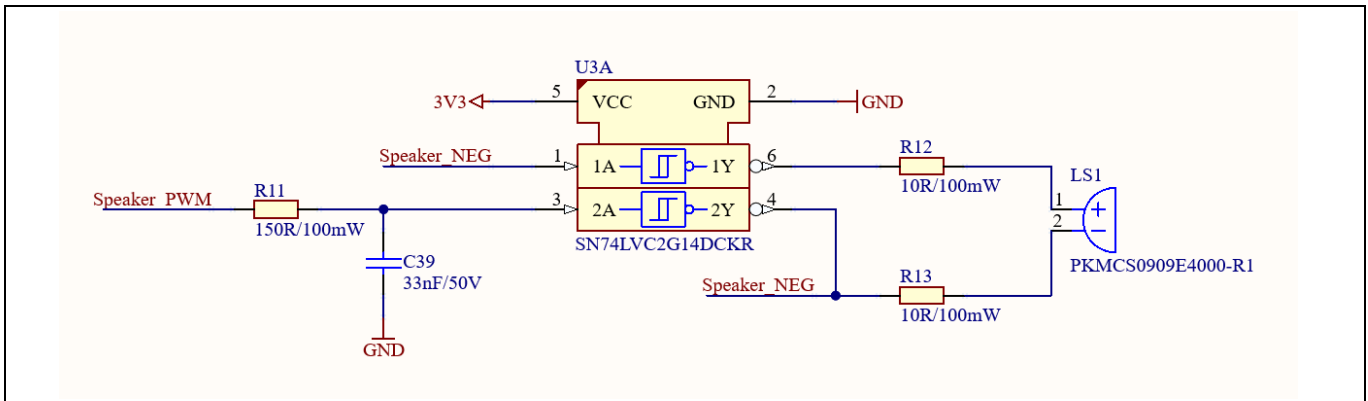 U3A
3V3
5
VCC
GND
2
GND
Speaker_NEG
1
1A
1Y
6
R12
10R/100mW
LS1
Speaker_PWM
R11
150R/100mW
3
2A
2Y
4
1
2
SN74LVC2G14DCKR
C39
33nF/50V
PKMCS0909E4000-R1
Speaker_NEG
R13
10R/100mW
GND